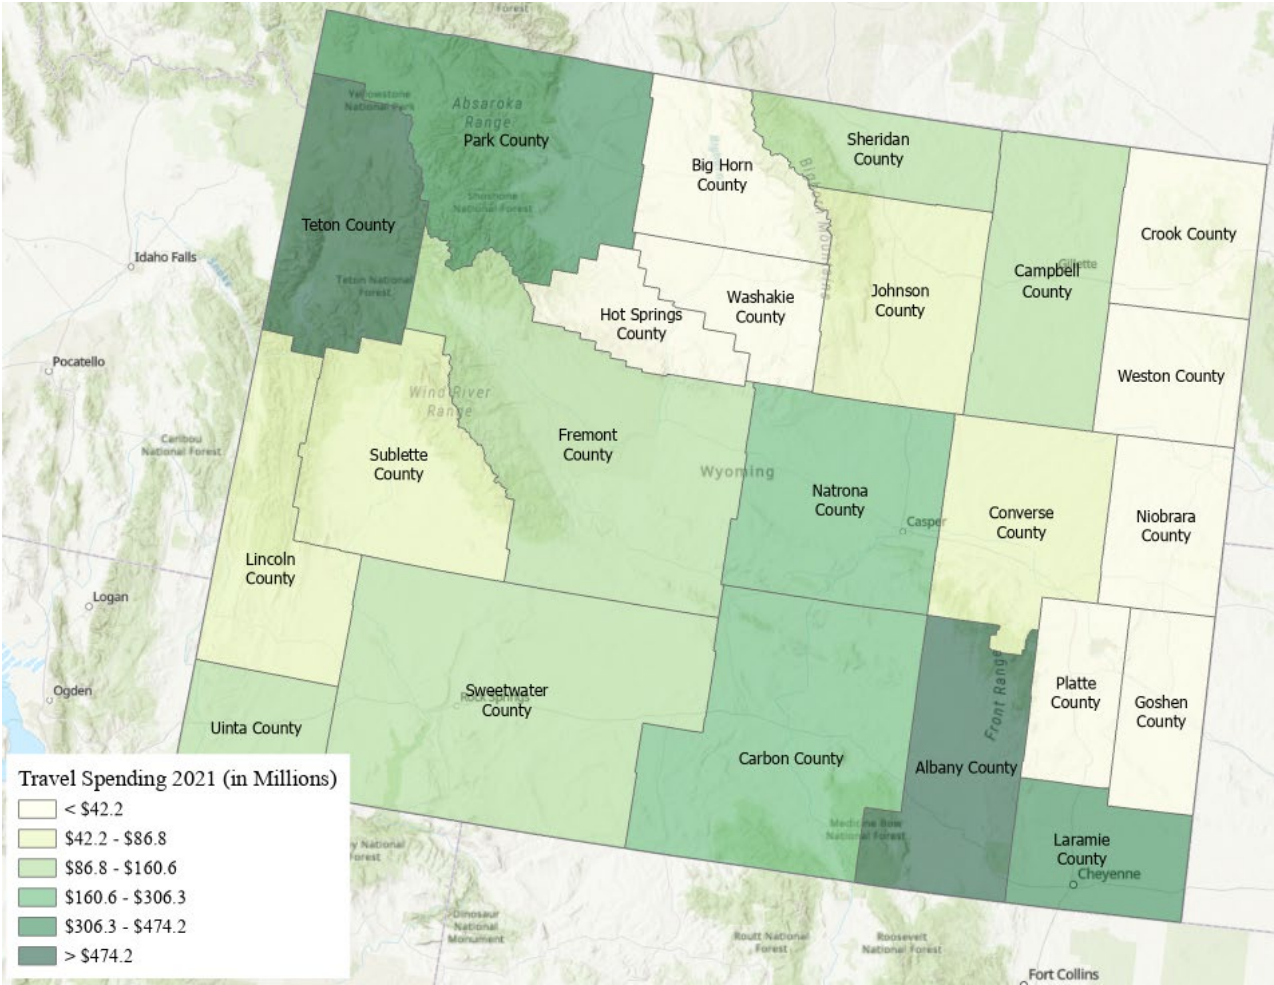 Forest
Yellowstone
National Park
Absaroka
Range
Park County
Sheridan
County
Big Horn
County
Shoshone
National Forest
Teton County
Crook County
Idaho Falls
Gillette
Campbell
County
Teton National
Forest
Washakie
County
Johnson
County
Hot Springs
County
Pocatello
Weston County
Wind River
Range
Caribou
National Forest
Fremont
County
Sublette
County
Wyoming
Natrona
County
Casper
Converse
County
Niobrara
County
Lincoln
County
Logan
Front Range
Ogden
Rock Springs
Sweetwater
County
Platte
County
Goshen
County
Uinta County
Carbon County
Albany County
Medicine Bow
National Forest
Laramie
County
Cheyenne
Travel Spending 2021 (in Millions)
< $42.2
$42.2 - $86.8
$86.8 - $160.6
$160.6 - $306.3
$306.3 - $474.2
> $474.2
National
Forest
Dinosaur
National
Monument
Routt National
Forest
Roosevelt
National Forest
Fort Collins